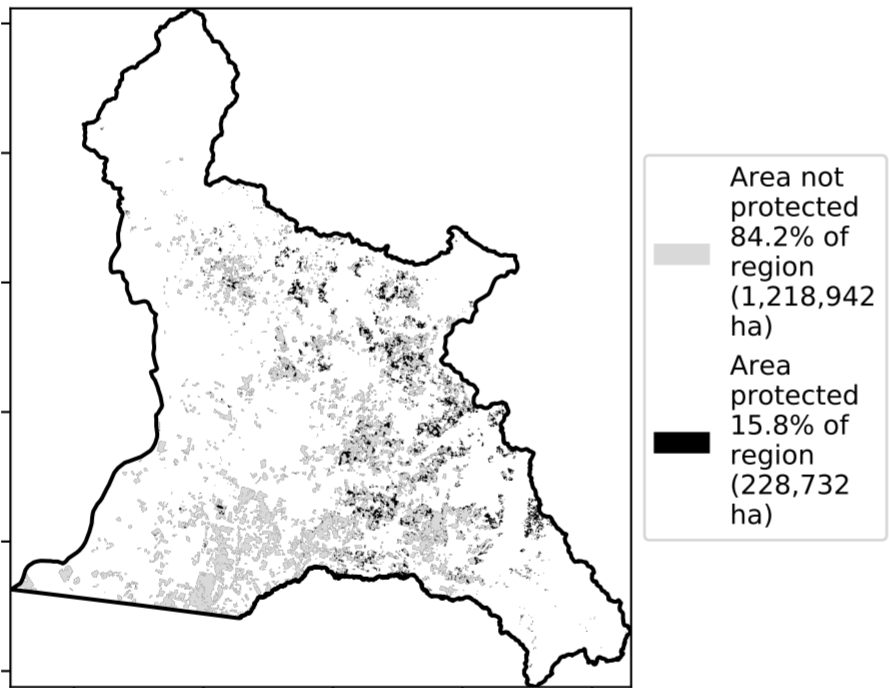 Area not
protected
84.2% of
region
(1,218,942
ha)
Area
protected
15.8% of
region
(228,732
ha)